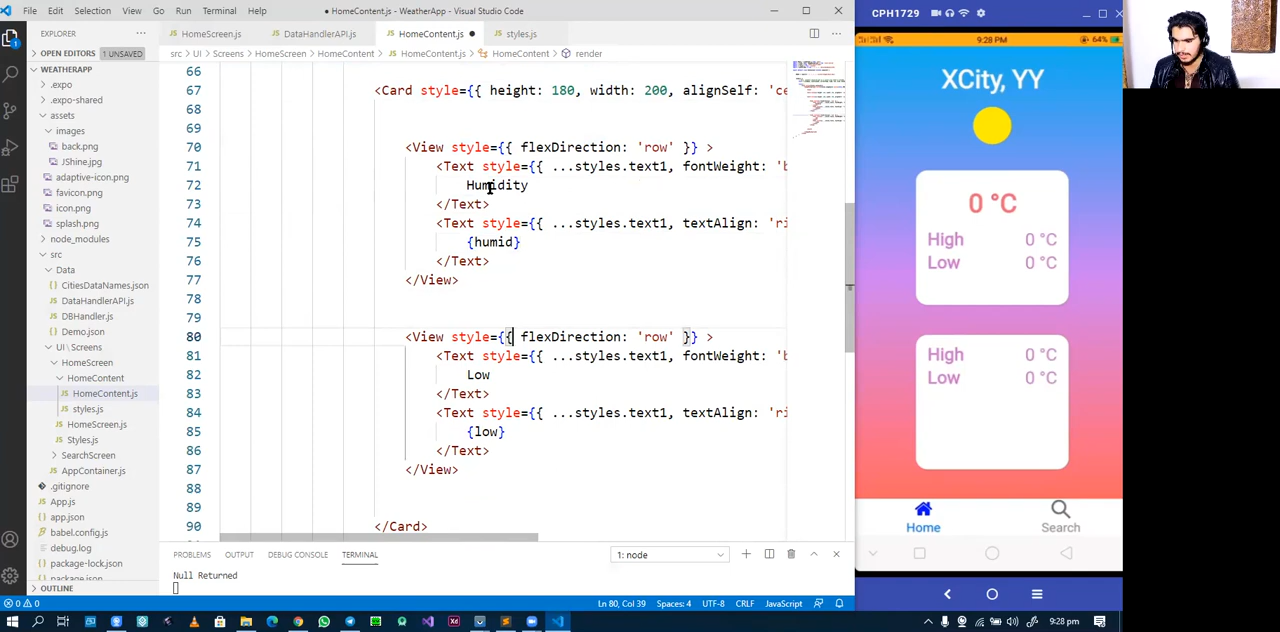 File Edit Selection View Go Run Terminal Help
● HomeContent.js - WeatherApp - Visual Studio Code
EXPLORER
HomeScreen.js DataHandlerAPI.js HomeContent.js ● styles.js
OPEN EDITORS 1 UNSAVED
src > UI > Screens > HomeScreen > HomeContent > JS HomeContent.js > HomeContent > render
WEATHERAPP
.expo
.expo-shared
assets
images
back.png
JShine.jpg
adaptive-icon.png
favicon.png
icon.png
splash.png
node_modules
src
Data
CitiesDataNames.json
DataHandlerAPI.js
DBHandler.js
Demo.json
UI \ Screens
HomeScreen
HomeContent
HomeContent.js
styles.js
HomeScreen.js
Styles.js
SearchScreen
AppContainer.js
.gitignore
App.js
app.json
babel.config.js
debug.log
package-lock.json
package.json
OUTLINE
66
67 <Card style={{ height: 180, width: 200, alignSelf: 'ce
68
69
70 <View style={{ flexDirection: 'row' }} >
71 <Text style={{ ...styles.text1, fontWeight: 'b
72 Humidity
73 </Text>
74 <Text style={{ ...styles.text1, textAlign: 'ri
75 {humid}
76 </Text>
77 </View>
78
79
80 <View style={{ flexDirection: 'row' }} >
81 <Text style={{ ...styles.text1, fontWeight: 'b
82 Low
83 </Text>
84 <Text style={{ ...styles.text1, textAlign: 'ri
85 {low}
86 </Text>
87 </View>
88
89
90 </Card>
PROBLEMS OUTPUT DEBUG CONSOLE TERMINAL 1: node
Null Returned
0 0 Ln 80, Col 39 Spaces: 4 UTF-8 CRLF JavaScript
9:28 pm
CPH1729
9:28 PM 64%
XCity, YY
0 °C
High 0 °C
Low 0 °C
High 0 °C
Low 0 °C
Home Search